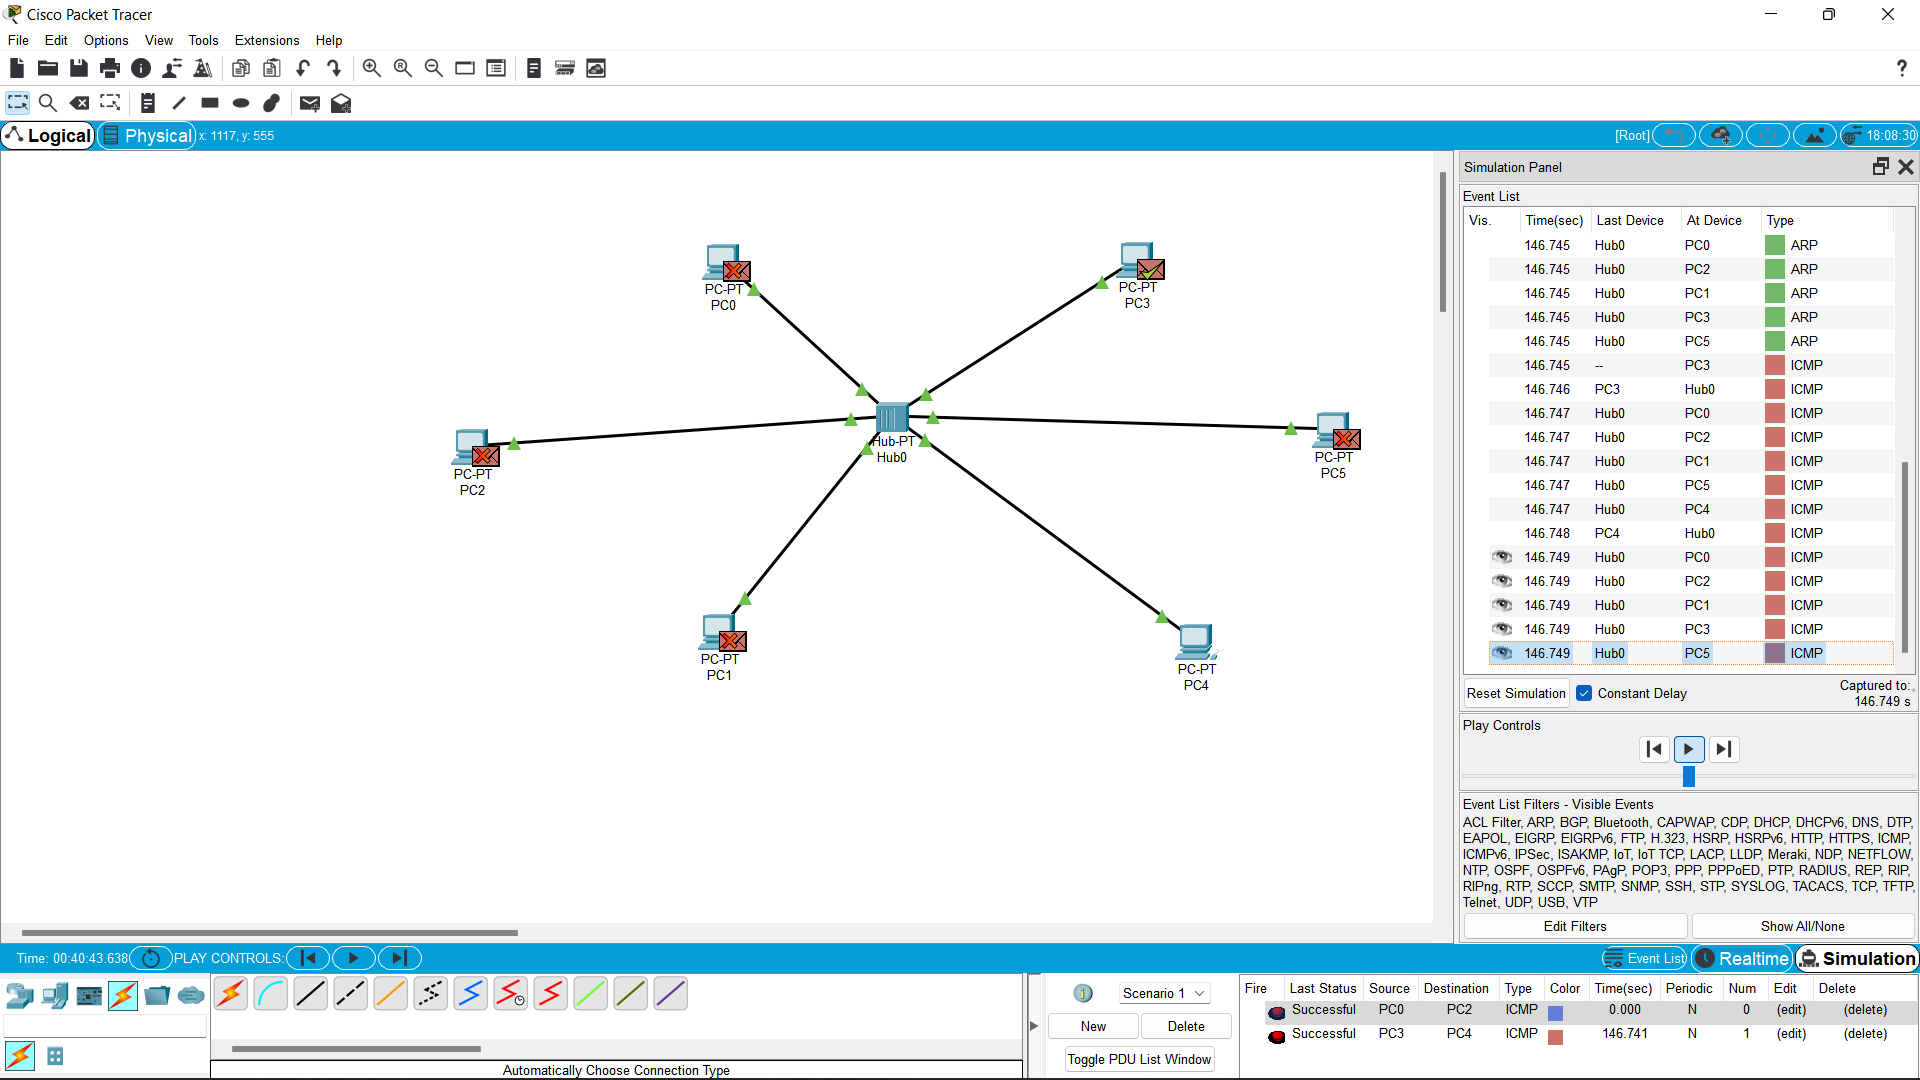 Cisco Packet Tracer
File Edit Options View Tools Extensions Help
Logical Physical x: 1117, y: 555 [Root] 18:08:30
PC-PT
PC0
PC-PT
PC3
PC-PT
PC2
Hub-PT
Hub0
PC-PT
PC5
PC-PT
PC1
PC-PT
PC4
Simulation Panel
Event List
Vis. Time(sec) Last Device At Device Type
146.745 Hub0 PC0 ARP
146.745 Hub0 PC2 ARP
146.745 Hub0 PC1 ARP
146.745 Hub0 PC3 ARP
146.745 Hub0 PC5 ARP
146.745 -- PC3 ICMP
146.746 PC3 Hub0 ICMP
146.747 Hub0 PC0 ICMP
146.747 Hub0 PC2 ICMP
146.747 Hub0 PC1 ICMP
146.747 Hub0 PC5 ICMP
146.747 Hub0 PC4 ICMP
146.748 PC4 Hub0 ICMP
146.749 Hub0 PC0 ICMP
146.749 Hub0 PC2 ICMP
146.749 Hub0 PC1 ICMP
146.749 Hub0 PC3 ICMP
146.749 Hub0 PC5 ICMP
Reset Simulation Constant Delay Captured to:
146.749 s
Play Controls
Event List Filters - Visible Events
ACL Filter, ARP, BGP, Bluetooth, CAPWAP, CDP, DHCP, DHCPv6, DNS, DTP,
EAPOL, EIGRP, EIGRPv6, FTP, H.323, HSRP, HSRPv6, HTTP, HTTPS, ICMP,
ICMPv6, IPSec, ISAKMP, IoT, IoT TCP, LACP, LLDP, Meraki, NDP, NETFLOW,
NTP, OSPF, OSPFv6, PAgP, POP3, PPP, PPPoED, PTP, RADIUS, REP, RIP,
RIPng, RTP, SCCP, SMTP, SNMP, SSH, STP, SYSLOG, TACACS, TCP, TFTP,
Telnet, UDP, USB, VTP
Edit Filters Show All/None
Time: 00:40:43.638 PLAY CONTROLS: Event List Realtime Simulation
Scenario 1
New Delete
Toggle PDU List Window
Fire Last Status Source Destination Type Color Time(sec) Periodic Num Edit Delete
Successful PC0 PC2 ICMP 0.000 N 0 (edit) (delete)
Successful PC3 PC4 ICMP 146.741 N 1 (edit) (delete)
Automatically Choose Connection Type